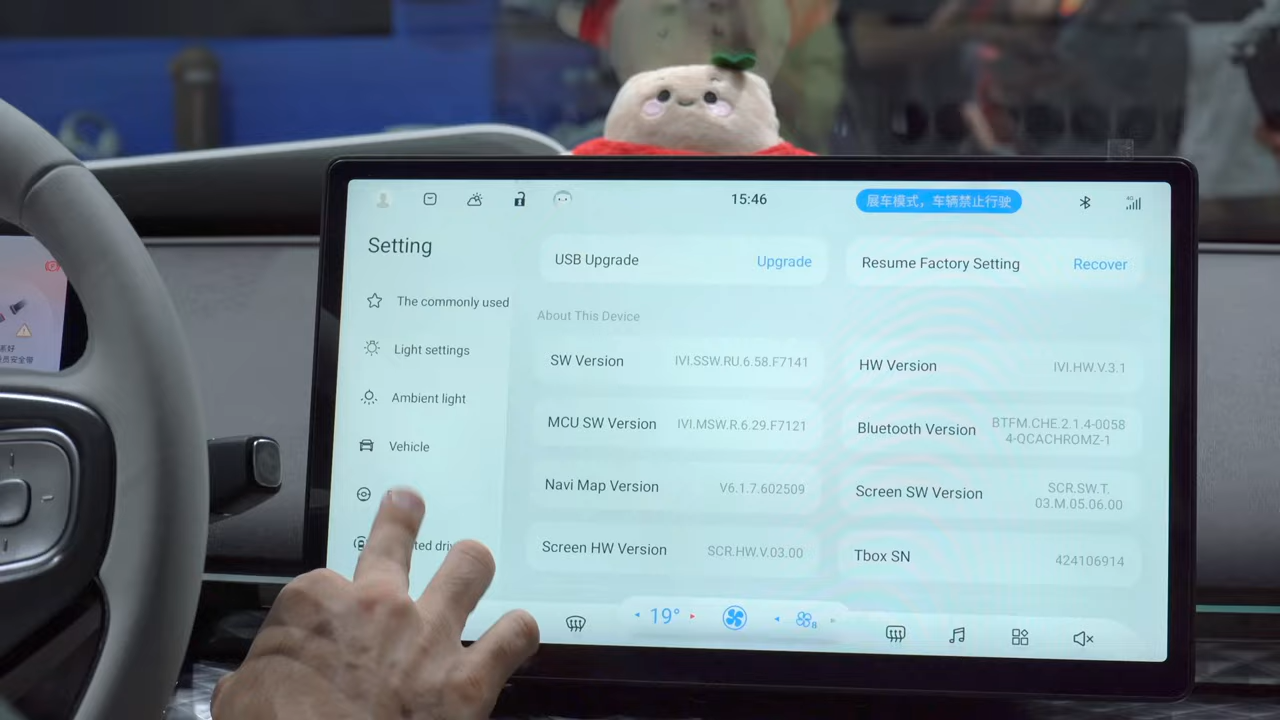 15:46
展车模式，车辆禁止行驶
4G
Setting
The commonly used
Light settings
Ambient light
Vehicle
USB Upgrade
Upgrade
Resume Factory Setting
Recover
About This Device
SW Version
IVI.SSW.RU.6.58.F7141
HW Version
IVI.HW.V.3.1
MCU SW Version
IVI.MSW.R.6.29.F7121
Bluetooth Version
BTFM.CHE.2.1.4-0058
4-QCACHROMZ-1
Navi Map Version
V6.1.7.602509
Screen SW Version
SCR.SW.T.
03.M.05.06.00
Screen HW Version
SCR.HW.V.03.00
Tbox SN
424106914
19°